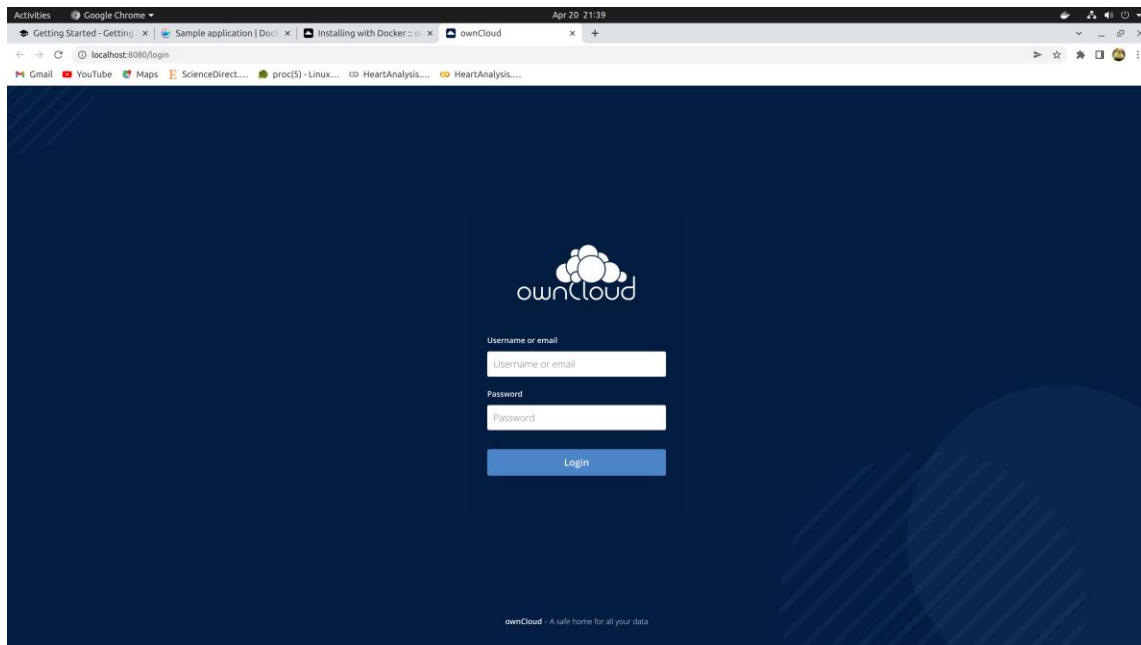 Activities Google Chrome Apr 20 21:39
Getting Started - Getting Sample application | Doc Installing with Docker :: o ownCloud
localhost:8080/login
Gmail YouTube Maps ScienceDirect.... proc(5) - Linux... HeartAnalysis.... HeartAnalysis....
ownCloud
Username or email
Username or email
Password
Password
Login
ownCloud – A safe home for all your data